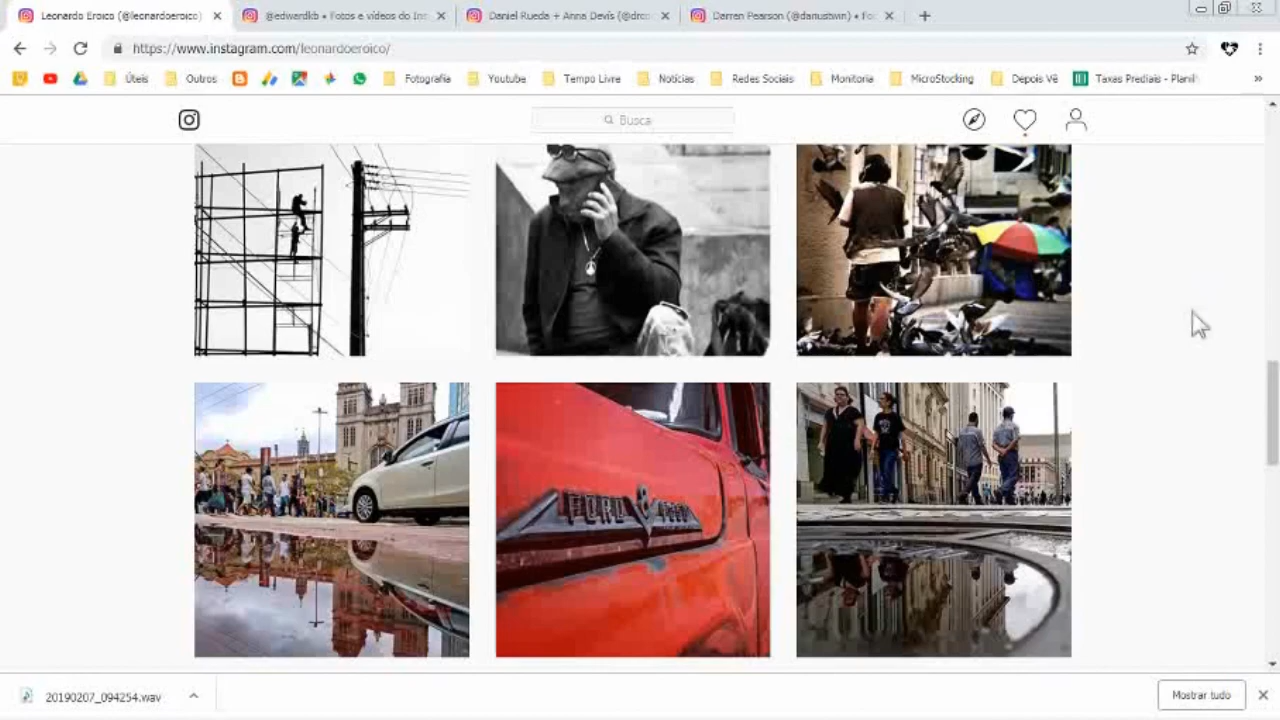 Leonardo Eroico (@leonardoeroico)
@edwardkb • Fotos e vídeos do Ins
Daniel Rueda + Anna Devís (@drcu
Darren Pearson (@dariustwin) • Fo
https://www.instagram.com/leonardoeroico/
Úteis
Outros
Fotografia
Youtube
Tempo Livre
Notícias
Redes Sociais
Monitoria
MicroStocking
Depois Vê
Taxas Prediais - Planil
»
Busca
FORD
20190207_094254.wav
Mostrar tudo